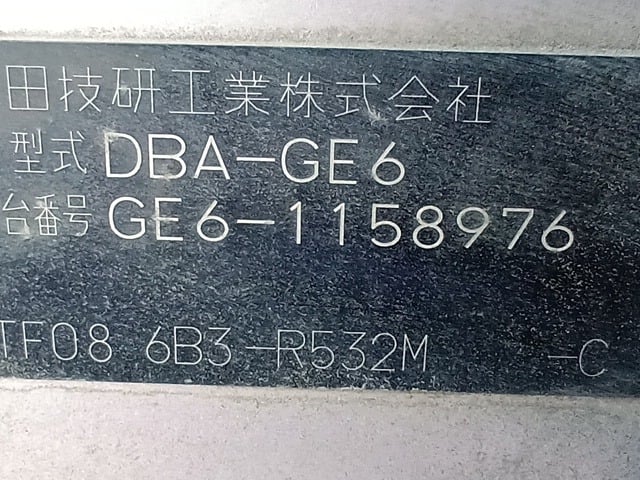 田技研工業株式会社
型式 DBA-GE6
台番号 GE6-1158976
TF08 6B3-R532M -C